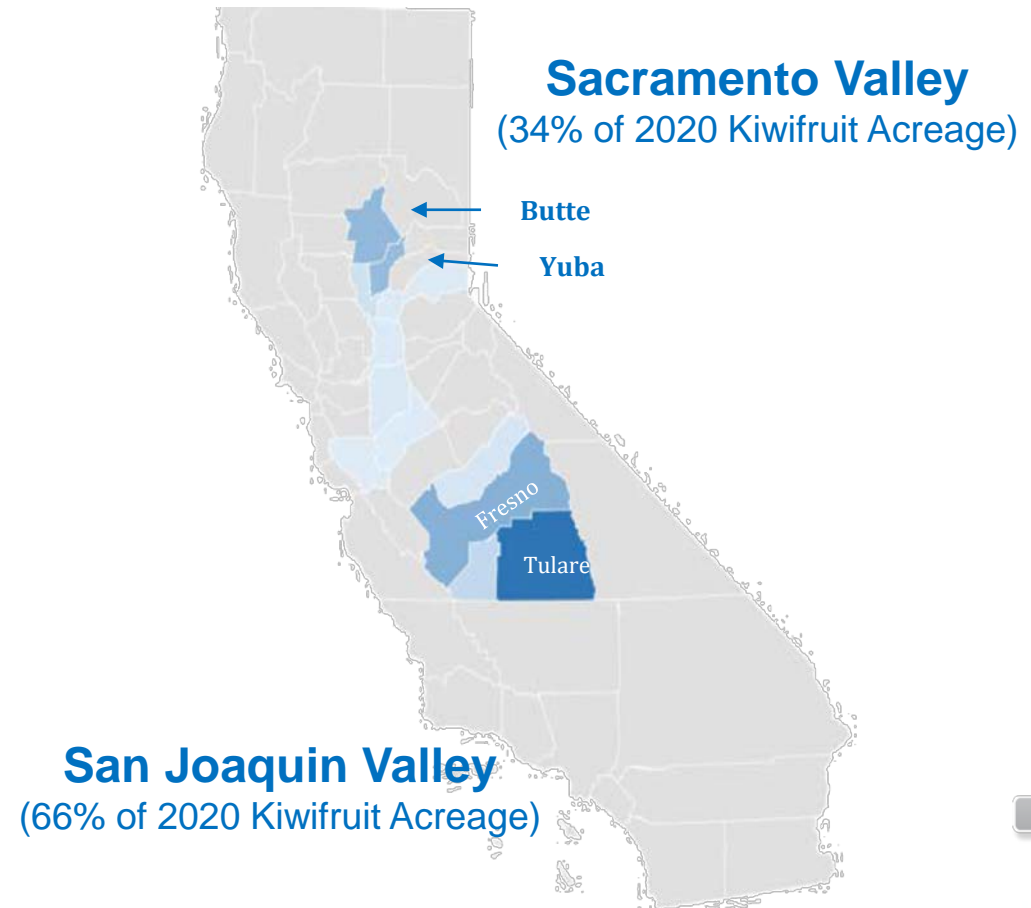 Sacramento Valley
(34% of 2020 Kiwifruit Acreage)
Butte
Yuba
Fresno
Tulare
San Joaquin Valley
(66% of 2020 Kiwifruit Acreage)